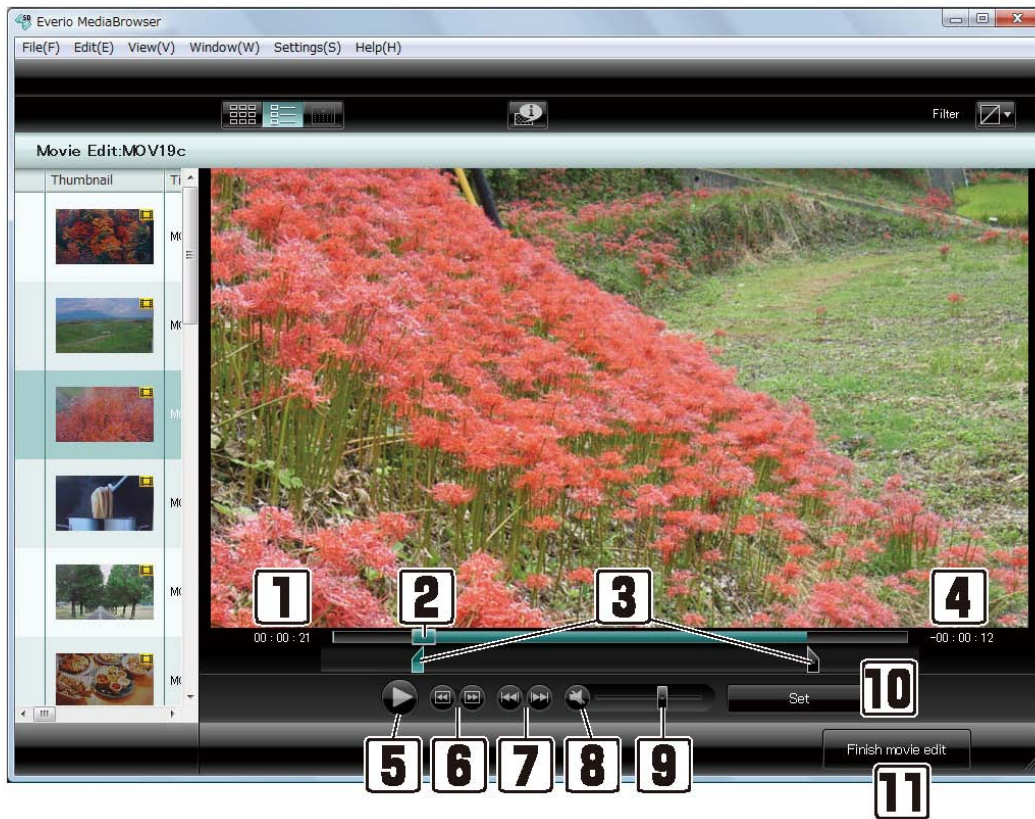 Everio MediaBrowser
File(F) Edit(E) View(V) Window(W) Settings(S) Help(H)
Filter
Movie Edit:MOV19c
Thumbnail Ti
M
M
M
M
M
M
1 2 3 4
00 : 00 : 21 -00 : 00 : 12
Set 10
5 6 7 8 9
Finish movie edit
11